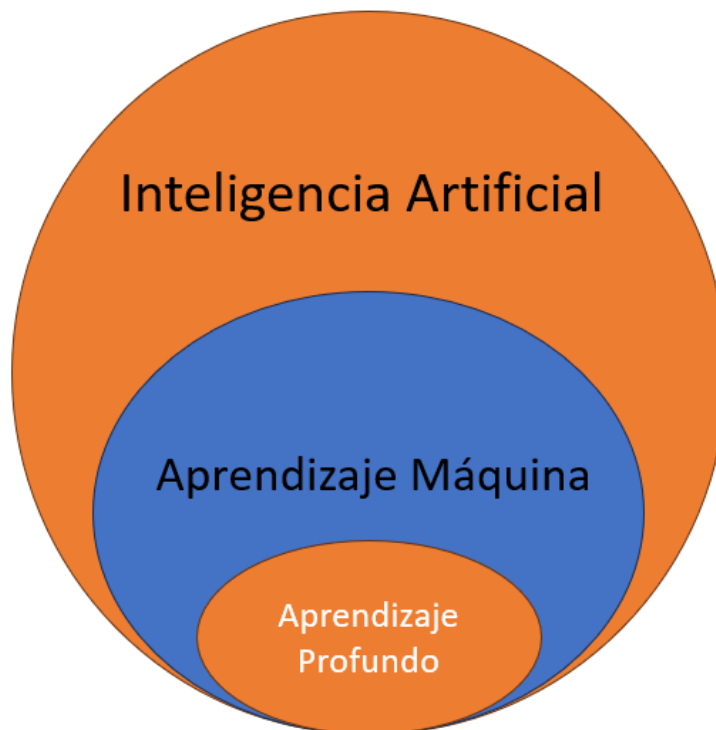 Inteligencia Artificial
Aprendizaje Máquina
Aprendizaje
Profundo